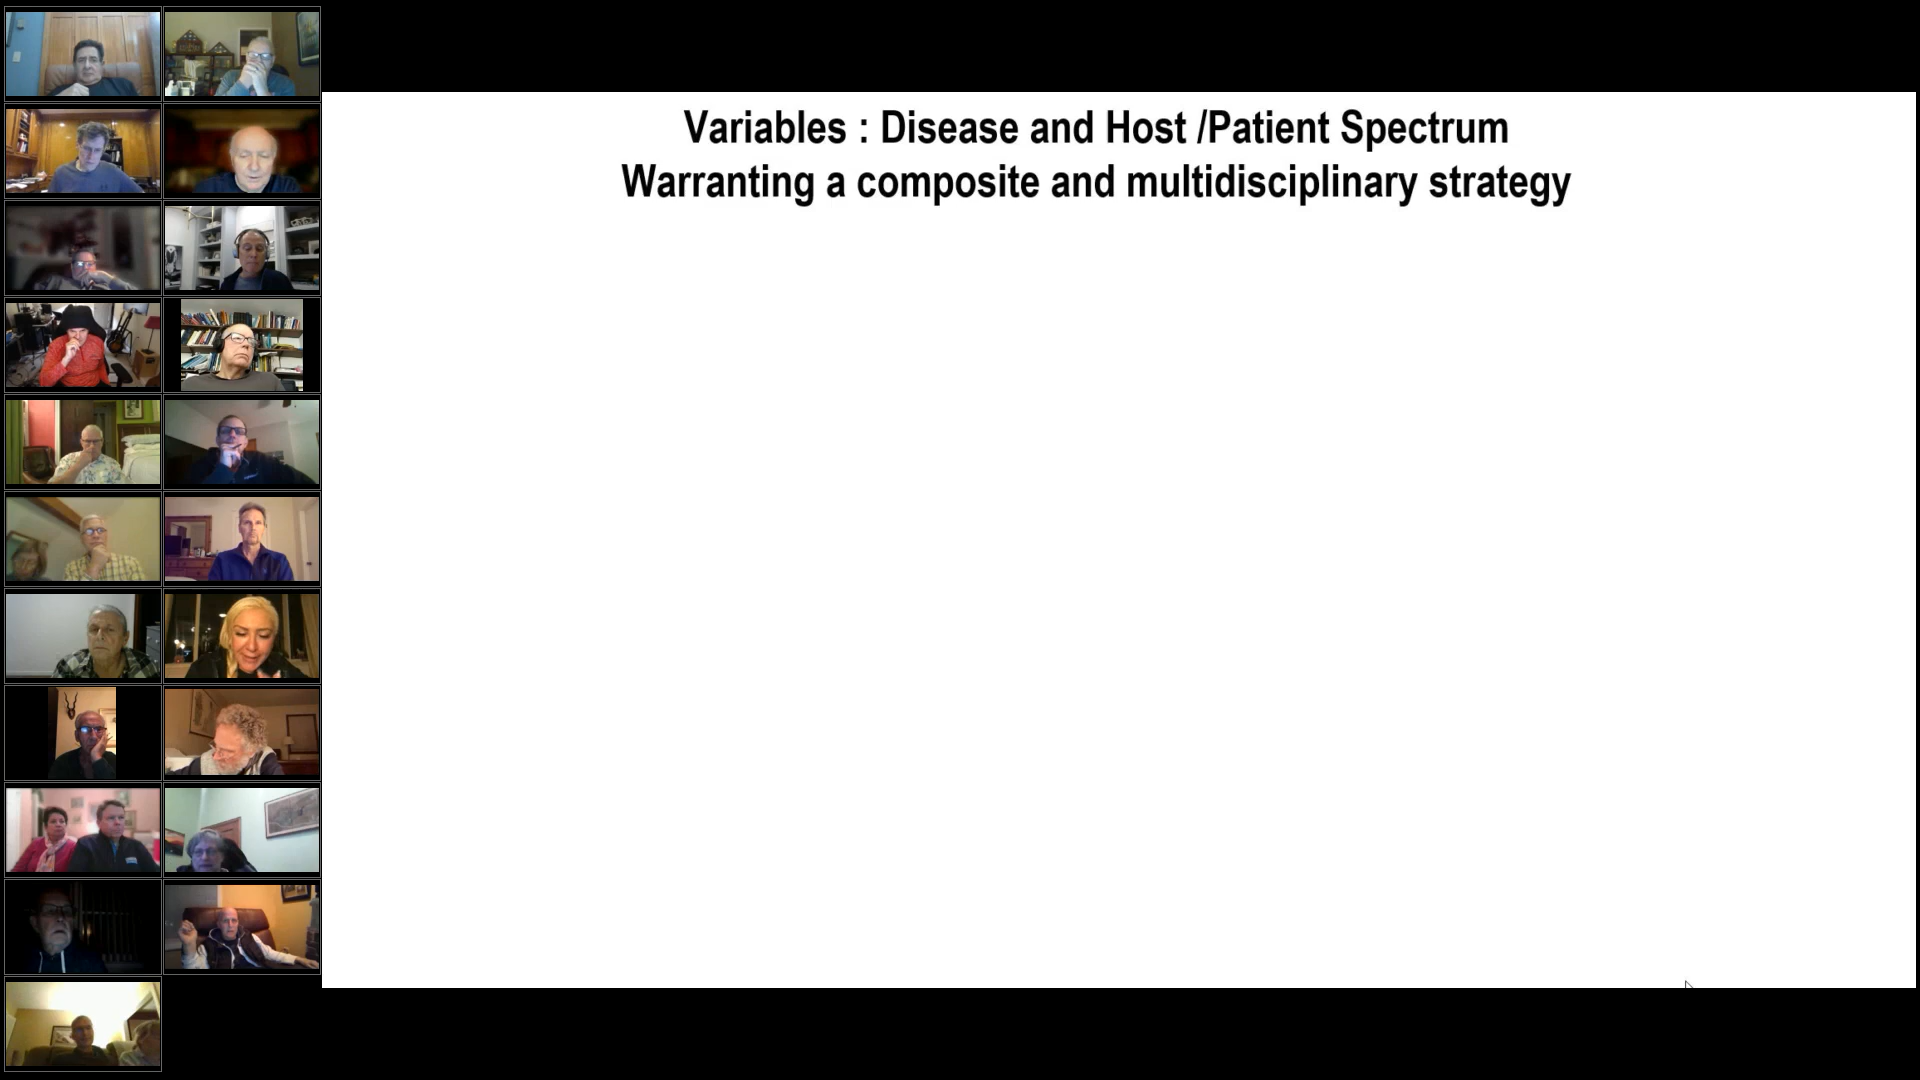 Variables : Disease and Host /Patient Spectrum
Warranting a composite and multidisciplinary strategy